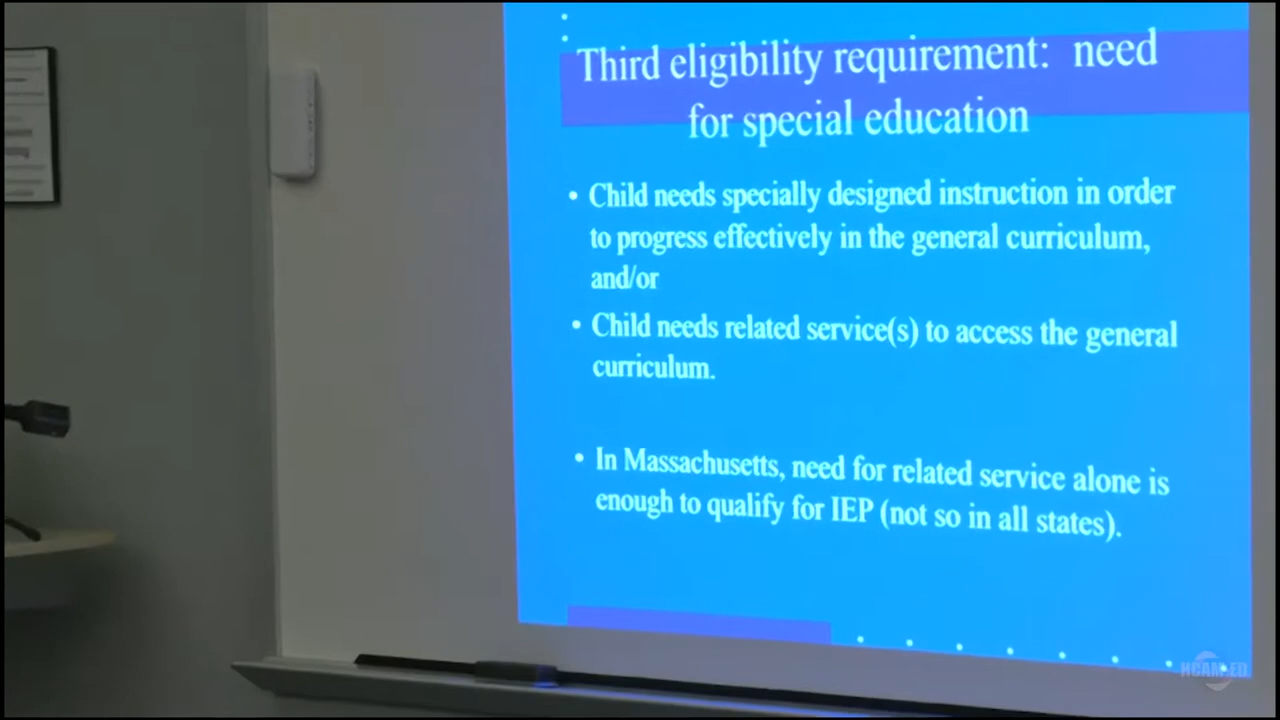 Third eligibility requirement: need
for special education
• Child needs specially designed instruction in order
to progress effectively in the general curriculum,
and/or
• Child needs related service(s) to access the general
curriculum.
• In Massachusetts, need for related service alone is
enough to qualify for IEP (not so in all states).